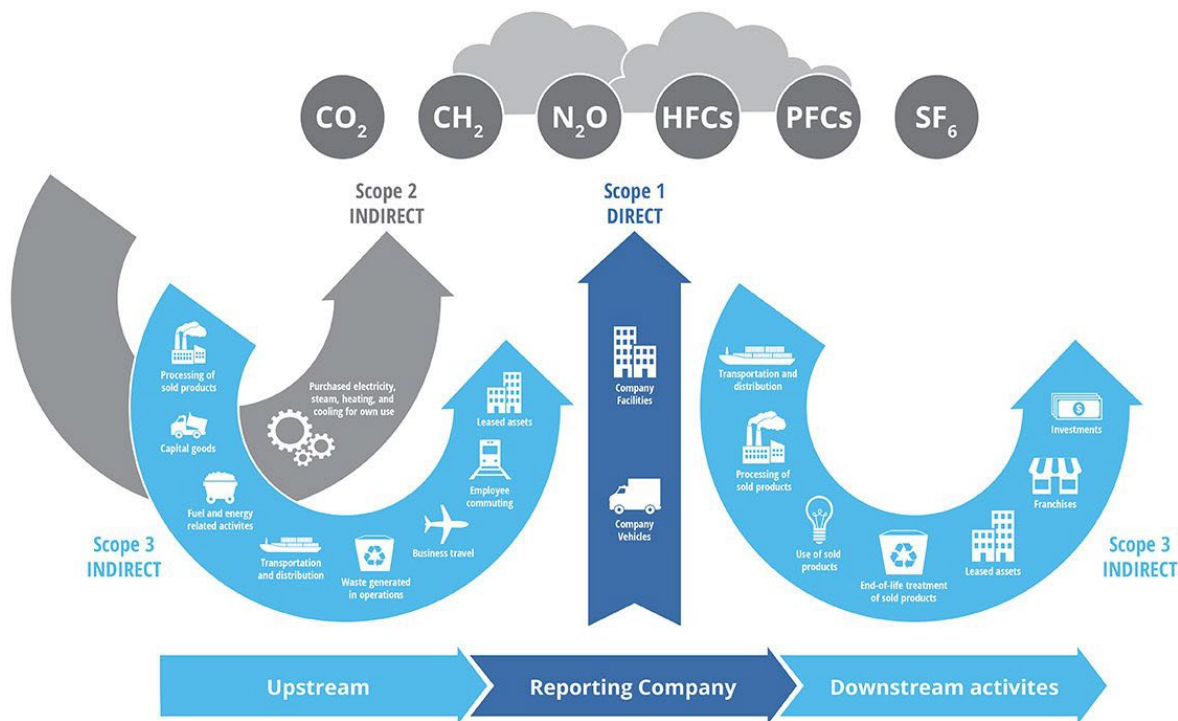 CO₂
CH₂
N₂O
HFCs
PFCs
SF₆
Scope 2
INDIRECT
Scope 1
DIRECT
Processing of
sold products
Capital goods
Fuel and energy
related activites
Transportation
and distribution
Waste generated
in operations
Business travel
Employee
commuting
Leased assets
Purchased electricity,
steam, heating, and
cooling for own use
Scope 3
INDIRECT
Company
Facilities
Company
Vehicles
Transportation and
distribution
Processing of
sold products
Use of sold
products
End-of-life treatment
of sold products
Leased assets
Franchises
Investments
Scope 3
INDIRECT
Upstream
Reporting Company
Downstream activites